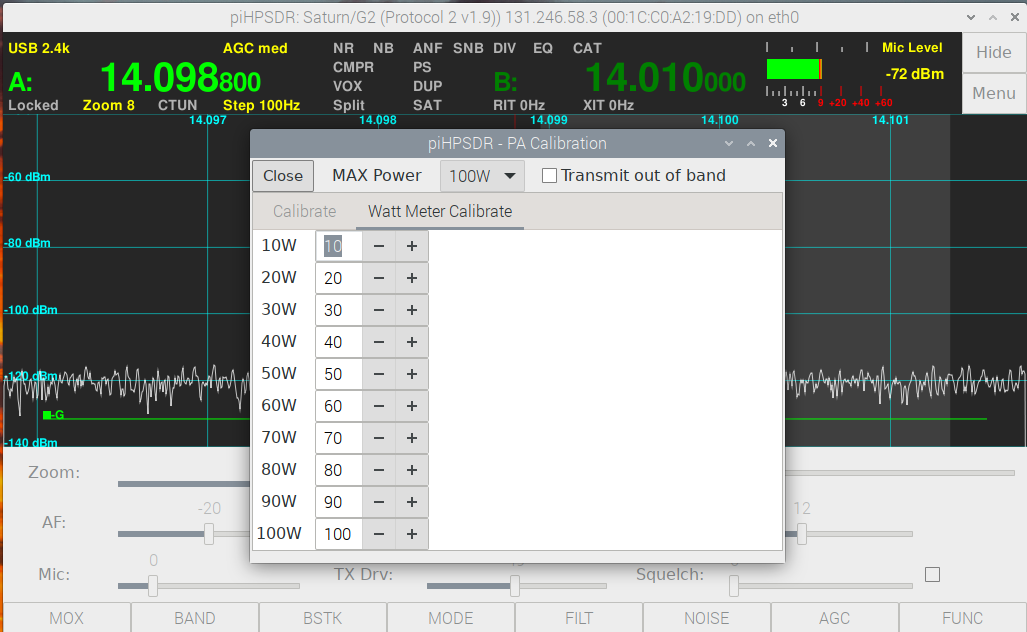 piHPSDR: Saturn/G2 (Protocol 2 v1.9)) 131.246.58.3 (00:1C:C0:A2:19:DD) on eth0
USB 2.4k AGC med NR NB ANF SNB DIV EQ CAT Mic Level Hide
A: 14.098800 CMPR PS B: 14.010000 -72 dBm
VOX DUP Menu
Locked Zoom 8 CTUN Step 100Hz Split SAT RIT 0Hz XIT 0Hz 3 6 9 +20 +40 +60
14.097 14.098 14.099 14.100 14.101
piHPSDR - PA Calibration
-60 dBm
Close MAX Power 100W Transmit out of band
Calibrate Watt Meter Calibrate
-80 dBm
10W 10 − +
20W 20 − +
-100 dBm
30W 30 − +
40W 40 − +
-120 dBm
50W 50 − +
60W 60 − +
-G
70W 70 − +
-140 dBm
80W 80 − +
Zoom:
90W 90 − +
-20 12
AF:
100W 100 − +
0
Mic: TX Drv: Squelch:
MOX BAND BSTK MODE FILT NOISE AGC FUNC